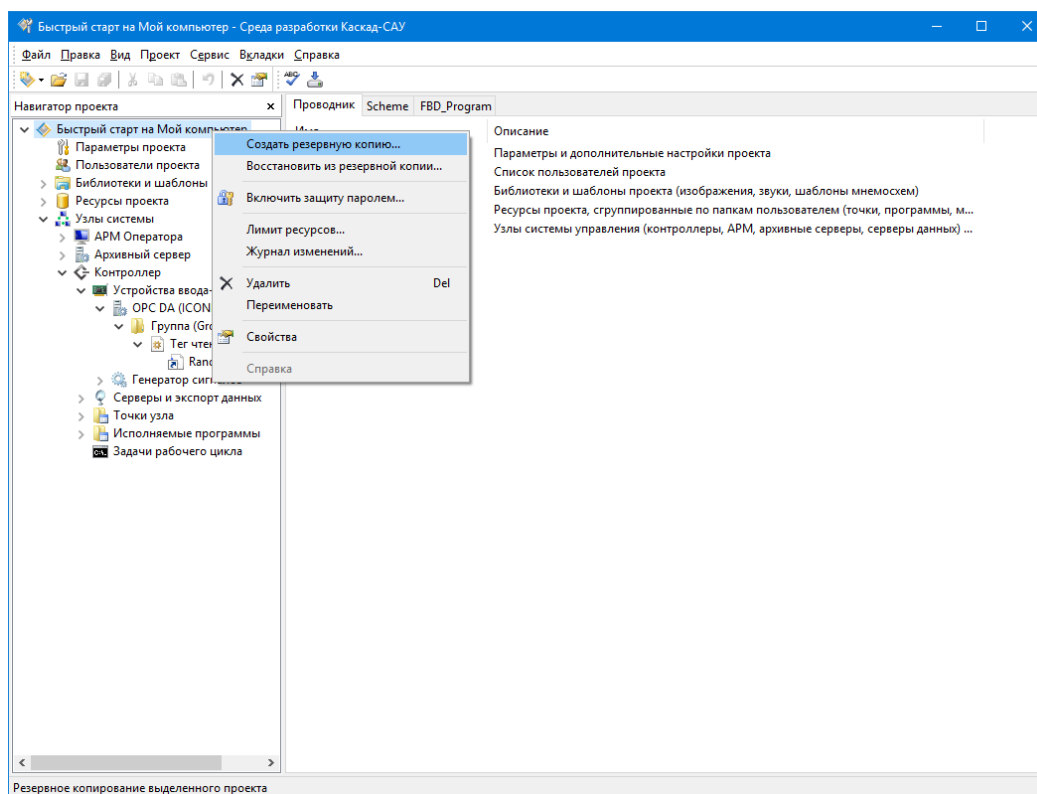 Быстрый старт на Мой компьютер - Среда разработки Каскад-САУ
Файл Правка Вид Проект Сервис Вкладки Справка
ABC
Навигатор проекта
Проводник Scheme FBD_Program
Быстрый старт на Мой компьютер
Параметры проекта
Пользователи проекта
Библиотеки и шаблоны
Ресурсы проекта
Узлы системы
АРМ Оператора
Архивный сервер
Контроллер
Устройства ввода-
OPC DA (ICON
Группа (Gro
Тег чте
Ran
Генератор сигналов
Серверы и экспорт данных
Точки узла
Исполняемые программы
Задачи рабочего цикла
Создать резервную копию...
Восстановить из резервной копии...
Включить защиту паролем...
Лимит ресурсов...
Журнал изменений...
Удалить Del
Переименовать
Свойства
Справка
Имя Описание
Параметры и дополнительные настройки проекта
Список пользователей проекта
Библиотеки и шаблоны проекта (изображения, звуки, шаблоны мнемосхем)
Ресурсы проекта, сгруппированные по папкам пользователем (точки, программы, м...
Узлы системы управления (контроллеры, АРМ, архивные серверы, серверы данных) ...
Резервное копирование выделенного проекта